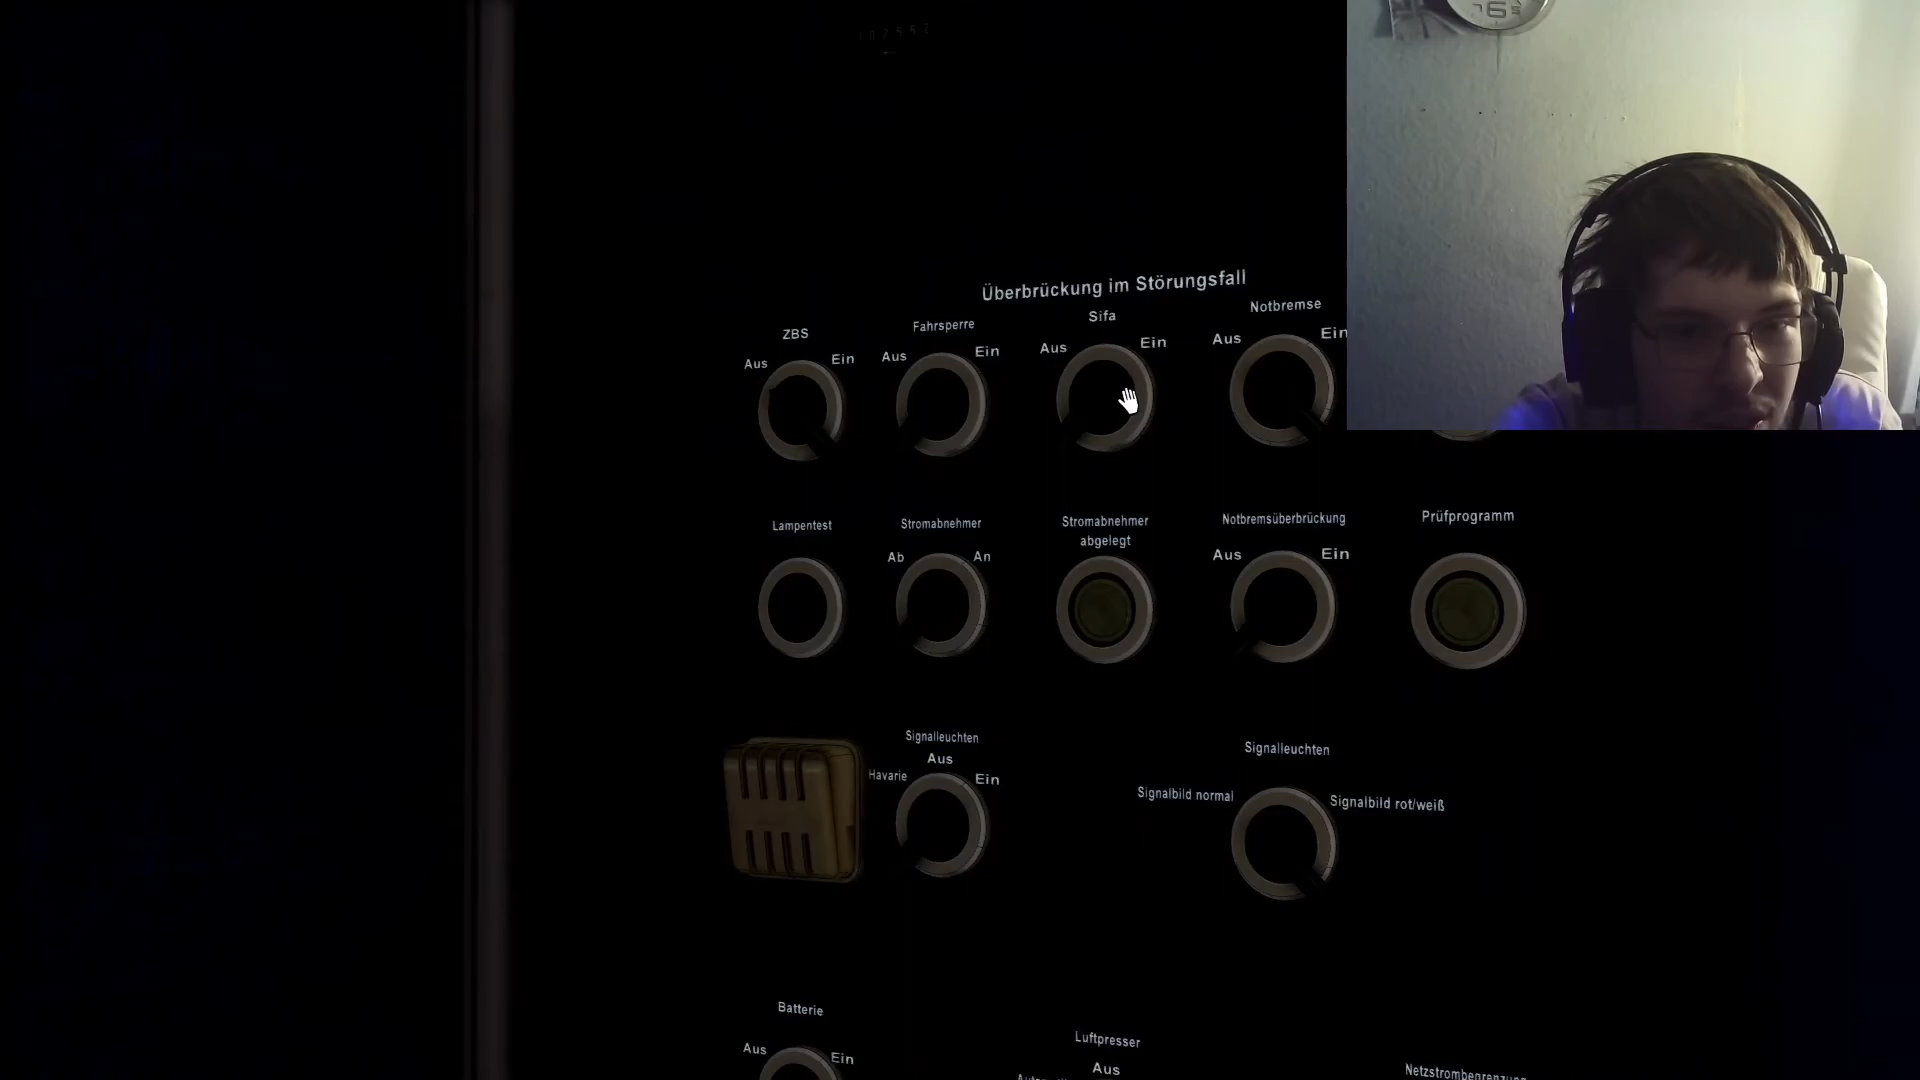 Überbrückung im Störungsfall
ZBS
Aus Ein
Fahrsperre
Aus Ein
Sifa
Aus Ein
Notbremse
Aus Ein
Lampentest
Stromabnehmer
Ab An
Stromabnehmer
abgelegt
Notbremsüberbrückung
Aus Ein
Prüfprogramm
Signalleuchten
Havarie Aus Ein
Signalleuchten
Signalbild normal Signalbild rot/weiß
Batterie
Aus Ein
Luftpresser
Aus